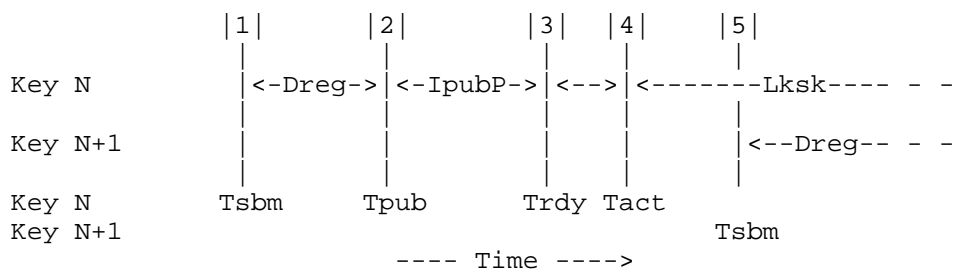 |1|      |2|       |3|  |4|    |5|
 |        |         |    |      |
Key N |<-Dreg->|<-IpubP->|<-->|<-------Lksk---- - -
 |        |         |    |      |
Key N+1 |        |         |    |      |<--Dreg-- - -
 |        |         |    |      |
Key N Tsbm Tpub Trdy Tact
Key N+1 Tsbm
---- Time ---->